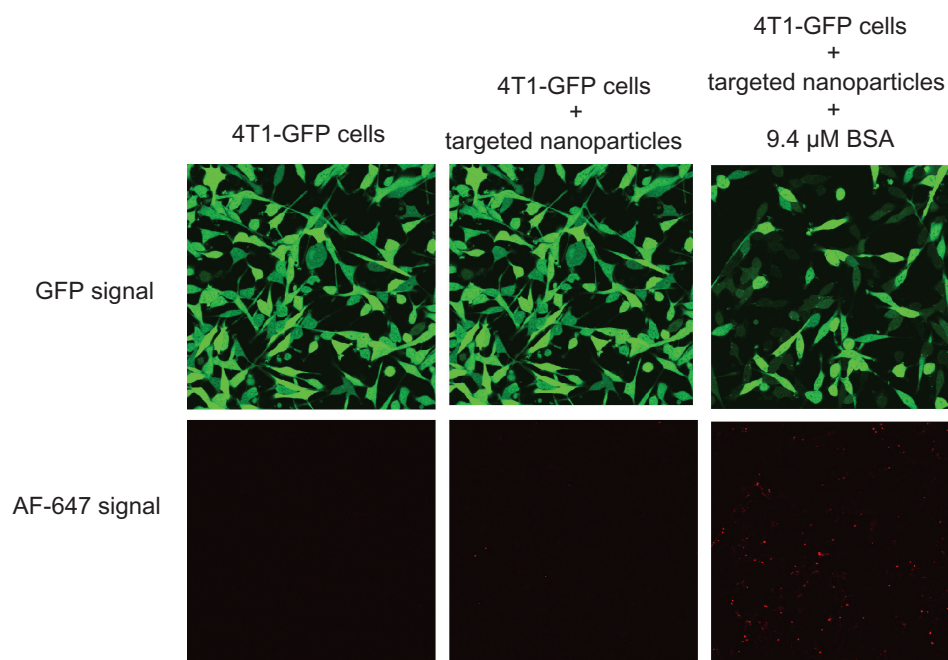 4T1-GFP cells
4T1-GFP cells
+
targeted nanoparticles
4T1-GFP cells
+
targeted nanoparticles
+
9.4 µM BSA
GFP signal
AF-647 signal